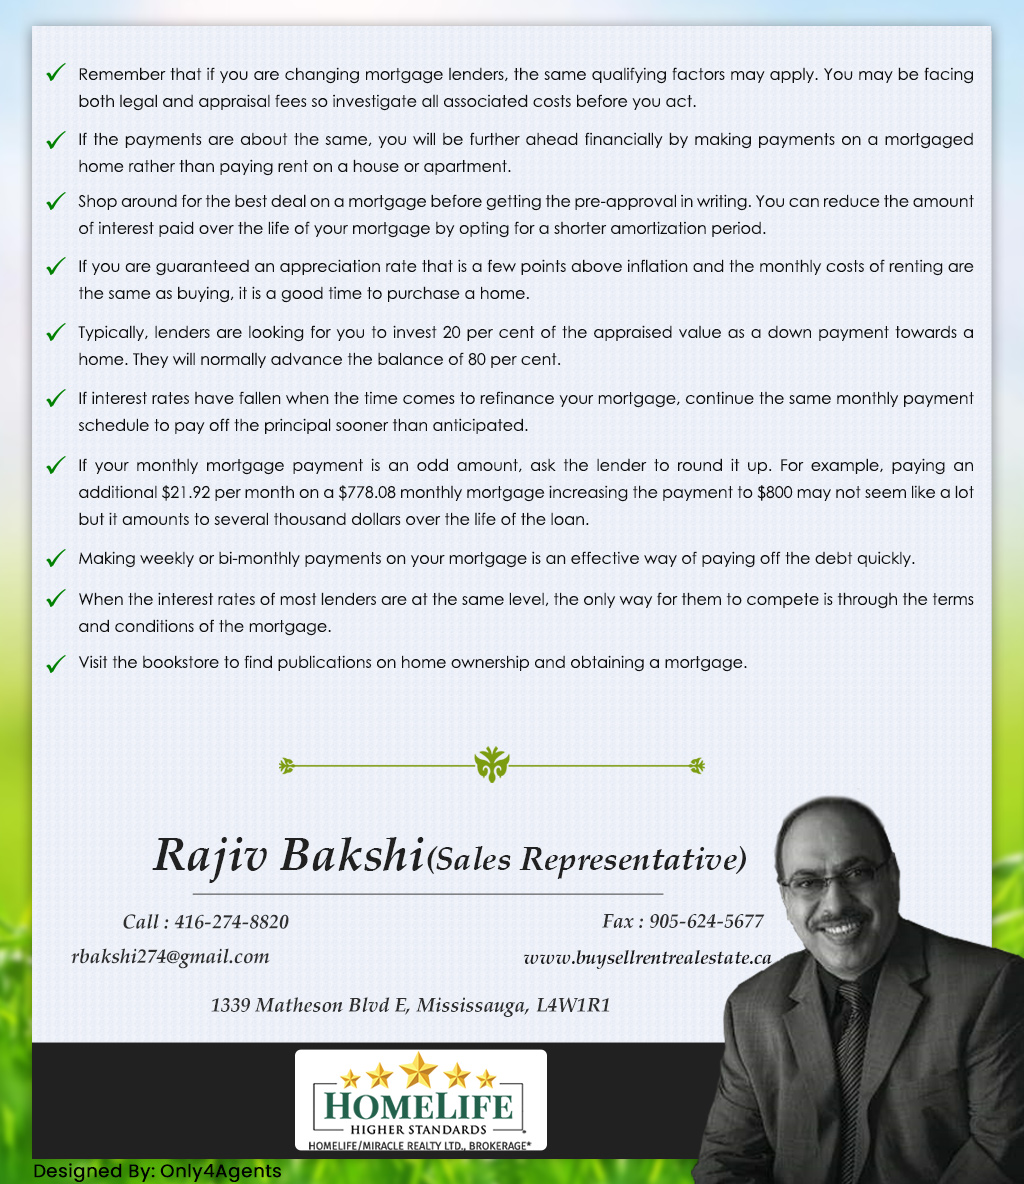 Remember that if you are changing mortgage lenders, the same qualifying factors may apply. You may be facing
both legal and appraisal fees so investigate all associated costs before you act.
If the payments are about the same, you will be further ahead financially by making payments on a mortgaged
home rather than paying rent on a house or apartment.
Shop around for the best deal on a mortgage before getting the pre-approval in writing. You can reduce the amount
of interest paid over the life of your mortgage by opting for a shorter amortization period.
If you are guaranteed an appreciation rate that is a few points above inflation and the monthly costs of renting are
the same as buying, it is a good time to purchase a home.
Typically, lenders are looking for you to invest 20 per cent of the appraised value as a down payment towards a
home. They will normally advance the balance of 80 per cent.
If interest rates have fallen when the time comes to refinance your mortgage, continue the same monthly payment
schedule to pay off the principal sooner than anticipated.
If your monthly mortgage payment is an odd amount, ask the lender to round it up. For example, paying an
additional $21.92 per month on a $778.08 monthly mortgage increasing the payment to $800 may not seem like a lot
but it amounts to several thousand dollars over the life of the loan.
Making weekly or bi-monthly payments on your mortgage is an effective way of paying off the debt quickly.
When the interest rates of most lenders are at the same level, the only way for them to compete is through the terms
and conditions of the mortgage.
Visit the bookstore to find publications on home ownership and obtaining a mortgage.
Rajiv Bakshi(Sales Representative)
Call : 416-274-8820
Fax : 905-624-5677
rbakshi274@gmail.com
www.buysellrentrealestate.ca
1339 Matheson Blvd E, Mississauga, L4W1R1
HOMELIFE
HIGHER STANDARDS
HOMELIFE/MIRACLE REALTY LTD., BROKERAGE*
Designed By: Only4Agents